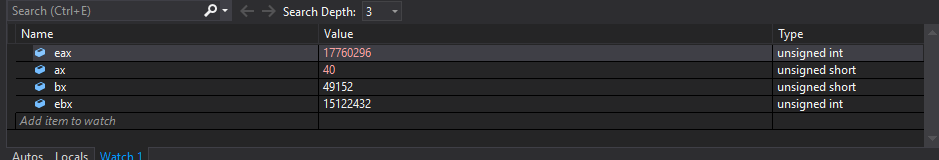 Search (Ctrl+E) Search Depth: 3
Name Value Type
eax 17760296 unsigned int
ax 40 unsigned short
bx 49152 unsigned short
ebx 15122432 unsigned int
Add item to watch
Autos Locals Watch 1